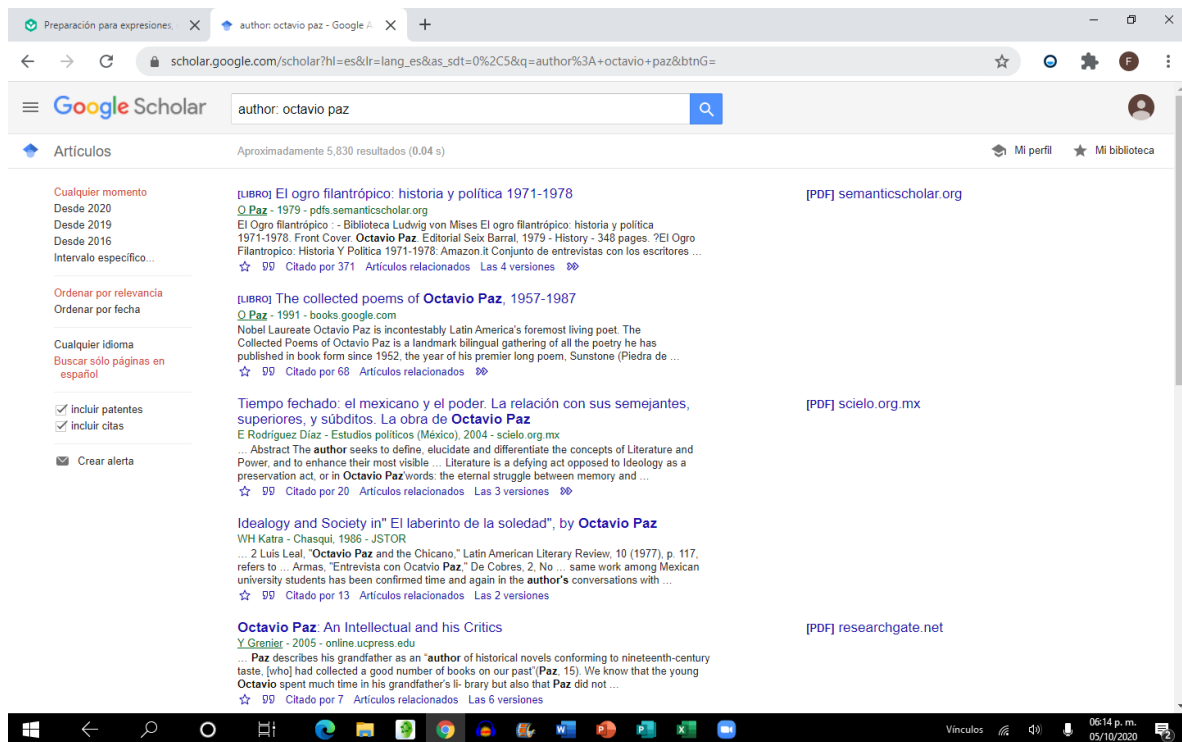 Preparación para expresiones,
author: octavio paz - Google A
scholar.google.com/scholar?hl=es&lr=lang_es&as_sdt=0%2C5&q=author%3A+octavio+paz&btnG=
F
Google Scholar
author: octavio paz
Artículos
Aproximadamente 5,830 resultados (0.04 s)
Mi perfil
Mi biblioteca
Cualquier momento
Desde 2020
Desde 2019
Desde 2016
Intervalo específico...
Ordenar por relevancia
Ordenar por fecha
Cualquier idioma
Buscar sólo páginas en
español
incluir patentes
incluir citas
Crear alerta
[LIBRO] El ogro filantrópico: historia y política 1971-1978
O Paz - 1979 - pdfs.semanticscholar.org
El Ogro filantrópico : - Biblioteca Ludwig von Mises El ogro filantrópico: historia y política
1971-1978. Front Cover. Octavio Paz. Editorial Seix Barral, 1979 - History - 348 pages. ?El Ogro
Filantropico: Historia Y Politica 1971-1978: Amazon.it Conjunto de entrevistas con los escritores ...
Citado por 371 Artículos relacionados Las 4 versiones
[PDF] semanticscholar.org
[LIBRO] The collected poems of Octavio Paz, 1957-1987
O Paz - 1991 - books.google.com
Nobel Laureate Octavio Paz is incontestably Latin America's foremost living poet. The
Collected Poems of Octavio Paz is a landmark bilingual gathering of all the poetry he has
published in book form since 1952, the year of his premier long poem, Sunstone (Piedra de ...
Citado por 68 Artículos relacionados
Tiempo fechado: el mexicano y el poder. La relación con sus semejantes,
superiores, y súbditos. La obra de Octavio Paz
E Rodríguez Díaz - Estudios políticos (México), 2004 - scielo.org.mx
... Abstract The author seeks to define, elucidate and differentiate the concepts of Literature and
Power, and to enhance their most visible ... Literature is a defying act opposed to Ideology as a
preservation act, or in Octavio Paz'words: the eternal struggle between memory and ...
Citado por 20 Artículos relacionados Las 3 versiones
[PDF] scielo.org.mx
Idealogy and Society in" El laberinto de la soledad", by Octavio Paz
WH Katra - Chasqui, 1986 - JSTOR
... 2 Luis Leal, "Octavio Paz and the Chicano," Latin American Literary Review, 10 (1977), p. 117,
refers to ... Armas, "Entrevista con Ocatvio Paz," De Cobres, 2, No ... same work among Mexican
university students has been confirmed time and again in the author's conversations with ...
Citado por 13 Artículos relacionados Las 2 versiones
Octavio Paz: An Intellectual and his Critics
Y Grenier - 2005 - online.ucpress.edu
... Paz describes his grandfather as an "author of historical novels conforming to nineteenth-century
taste, [who] had collected a good number of books on our past"(Paz, 15). We know that the young
Octavio spent much time in his grandfather's li- brary but also that Paz did not ...
Citado por 7 Artículos relacionados Las 6 versiones
[PDF] researchgate.net
Vínculos
06:14 p. m.
05/10/2020
2